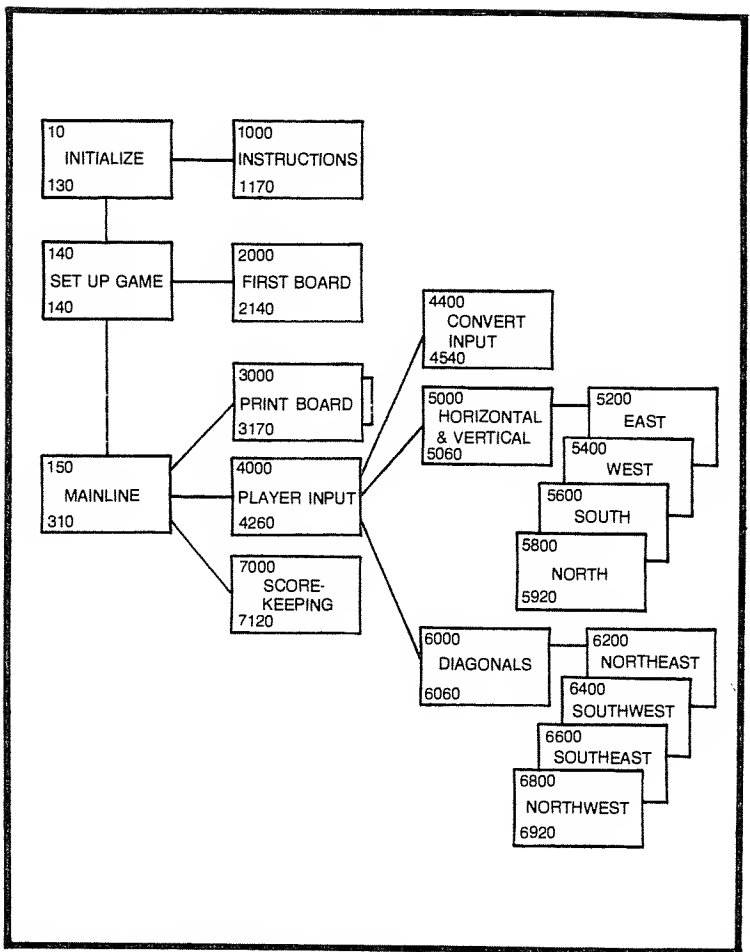 10
INITIALIZE
130
1000
INSTRUCTIONS
1170
140
SET UP GAME
140
2000
FIRST BOARD
2140
150
MAINLINE
310
3000
PRINT BOARD
3170
4000
PLAYER INPUT
4260
7000
SCORE-
KEEPING
7120
4400
CONVERT
INPUT
4540
5000
HORIZONTAL
& VERTICAL
5060
5200
EAST
5400
WEST
5600
SOUTH
5800
NORTH
5920
6000
DIAGONALS
6060
6200
NORTHEAST
6400
SOUTHWEST
6600
SOUTHEAST
6800
NORTHWEST
6920